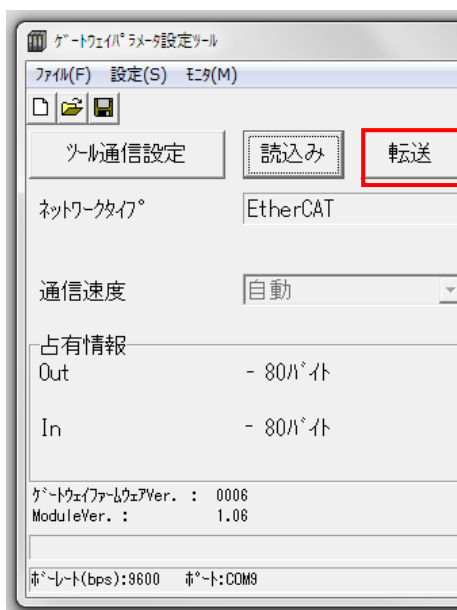 ｹﾞｰﾄｳｪｲﾊﾟﾗﾒｰﾀ設定ﾂｰﾙ
ﾌｧｲﾙ(F) 設定(S) ﾓﾆﾀ(M)
ﾂｰﾙ通信設定 読込み 転送
ﾈｯﾄﾜｰｸﾀｲﾌﾟ EtherCAT
通信速度 自動
占有情報
Out - 80ﾊﾞｲﾄ
In - 80ﾊﾞｲﾄ
ｹﾞｰﾄｳｪｲﾌｧｰﾑｳｪｱVer. : 0006
ModuleVer. : 1.06
ﾎﾞｰﾚｰﾄ(bps):9600 ﾎﾟｰﾄ:COM9